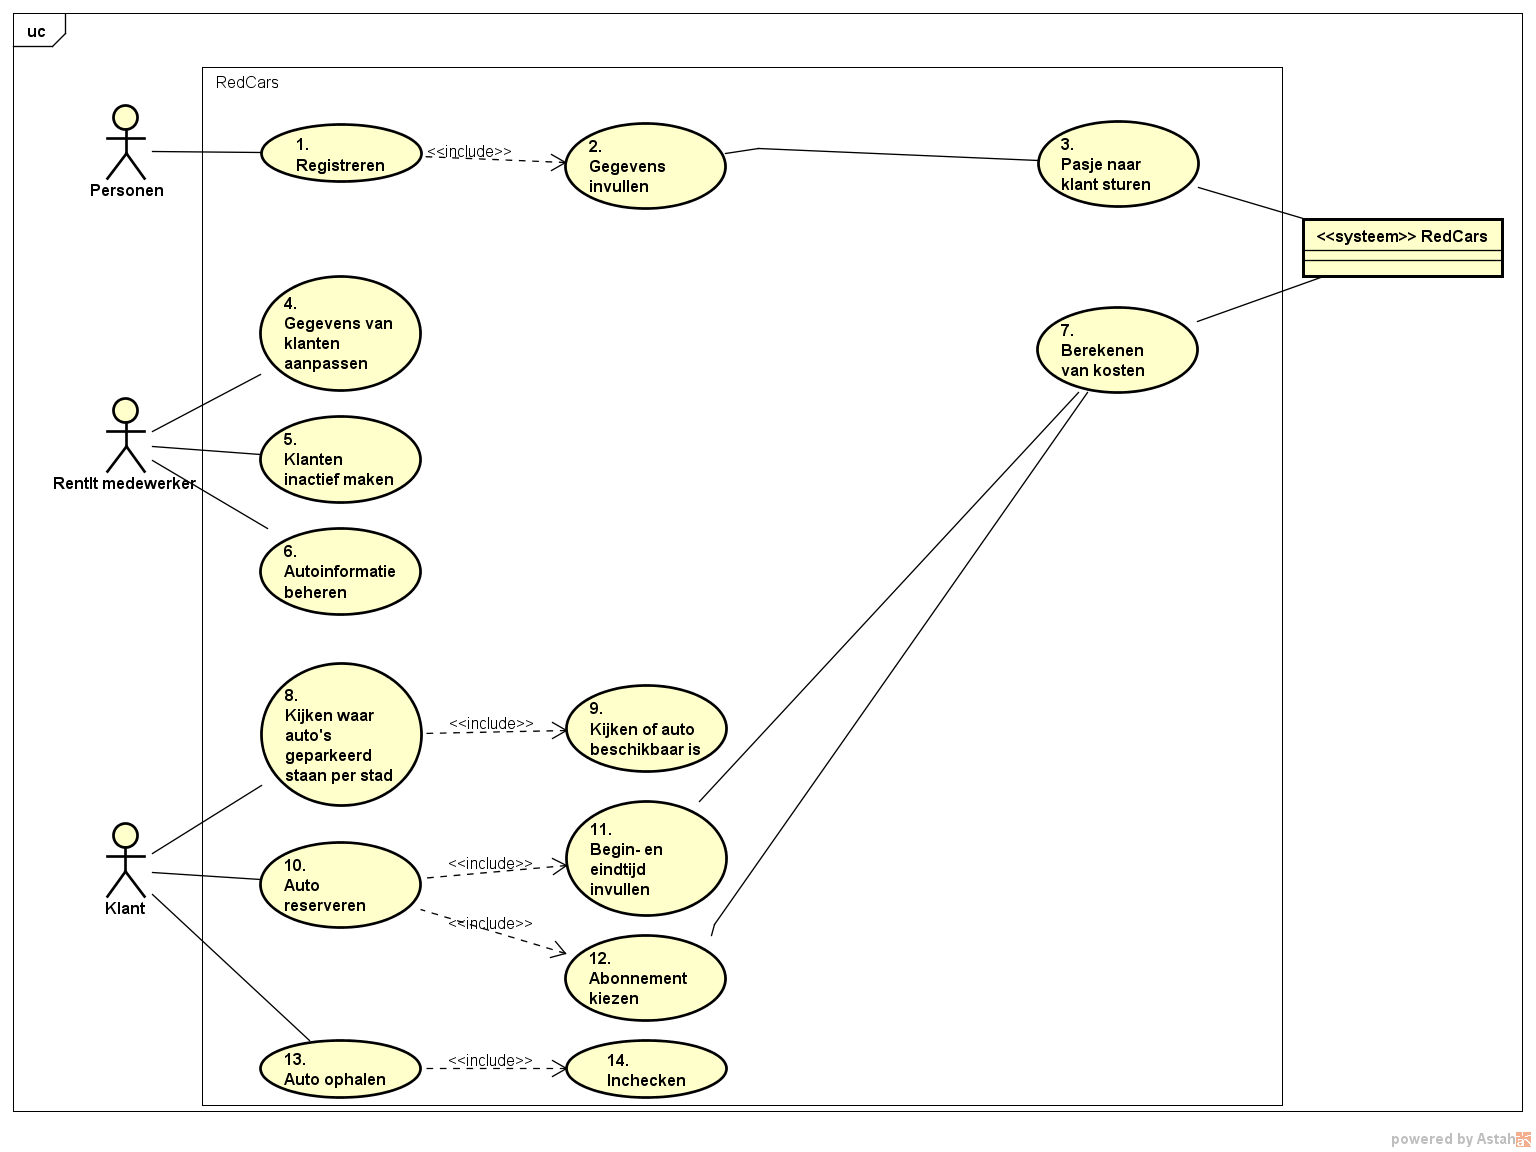 uc
RedCars
Personen
1.
Registreren
<<include>>
2.
Gegevens
invullen
3.
Pasje naar
klant sturen
<<systeem>> RedCars
4.
Gegevens van
klanten
aanpassen
RentIt medewerker
5.
Klanten
inactief maken
6.
Autoinformatie
beheren
7.
Berekenen
van kosten
8.
Kijken waar
auto's
geparkeerd
staan per stad
<<include>>
9.
Kijken of auto
beschikbaar is
Klant
10.
Auto
reserveren
<<include>>
11.
Begin- en
eindtijd
invullen
<<include>>
12.
Abonnement
kiezen
13.
Auto ophalen
<<include>>
14.
Inchecken
powered by Astah